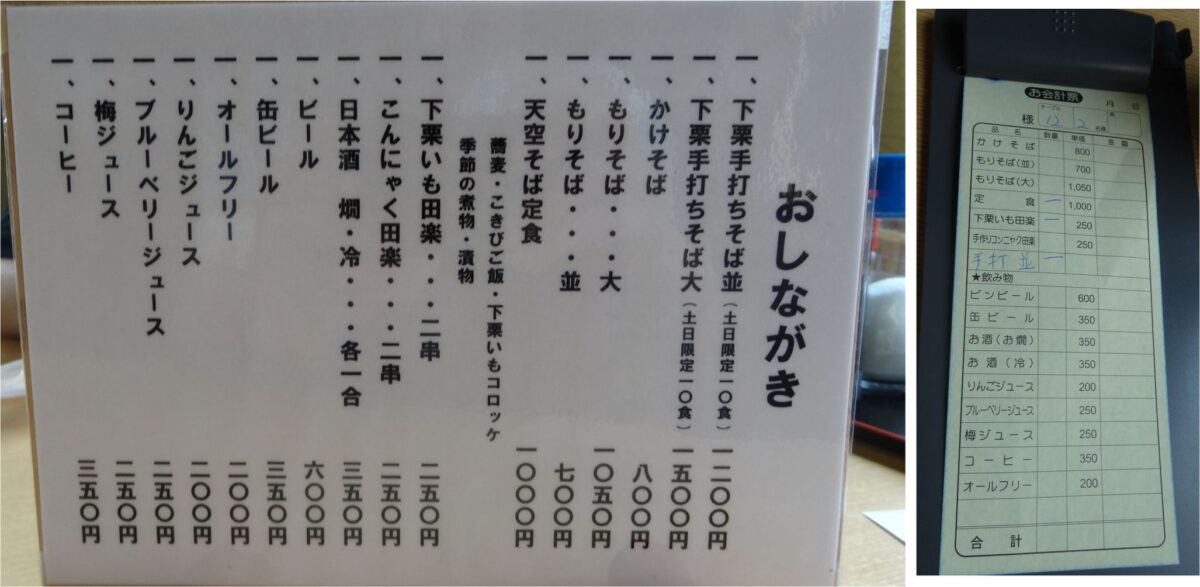 おしながき
一、下栗手打ちそば並（土日限定一〇食）一二〇〇円
一、下栗手打ちそば大（土日限定一〇食）一五〇〇円
一、かけそば 八〇〇円
一、もりそば・・・大 一〇五〇円
一、もりそば・・・並 七〇〇円
一、天空そば定食 一〇〇〇円
蕎麦・こきびご飯・下栗いもコロッケ
季節の煮物・漬物
一、下栗いも田楽・・・二串 二五〇円
一、こんにゃく田楽・・・二串 二五〇円
一、日本酒 燗・冷・・・各一合 三五〇円
一、ビール 六〇〇円
一、缶ビール 三五〇円
一、オールフリー 二〇〇円
一、りんごジュース 二〇〇円
一、ブルーベリージュース 二五〇円
一、梅ジュース 二五〇円
一、コーヒー 三五〇円
お会計票 月 日
テーブル 係
様 12 2 名様
品名 数量 単価 金額
かけそば 800
もりそば(並) 700
もりそば(大) 1,050
定食 一 1,000
下栗いも田楽 一 250
手作りコンニャク田楽 250
手打 並 一
★飲み物
ビンビール 600
缶ビール 350
お酒(お燗) 350
お酒(冷) 350
りんごジュース 200
ブルーベリージュース 250
梅ジュース 250
コーヒー 350
オールフリー 200
合計